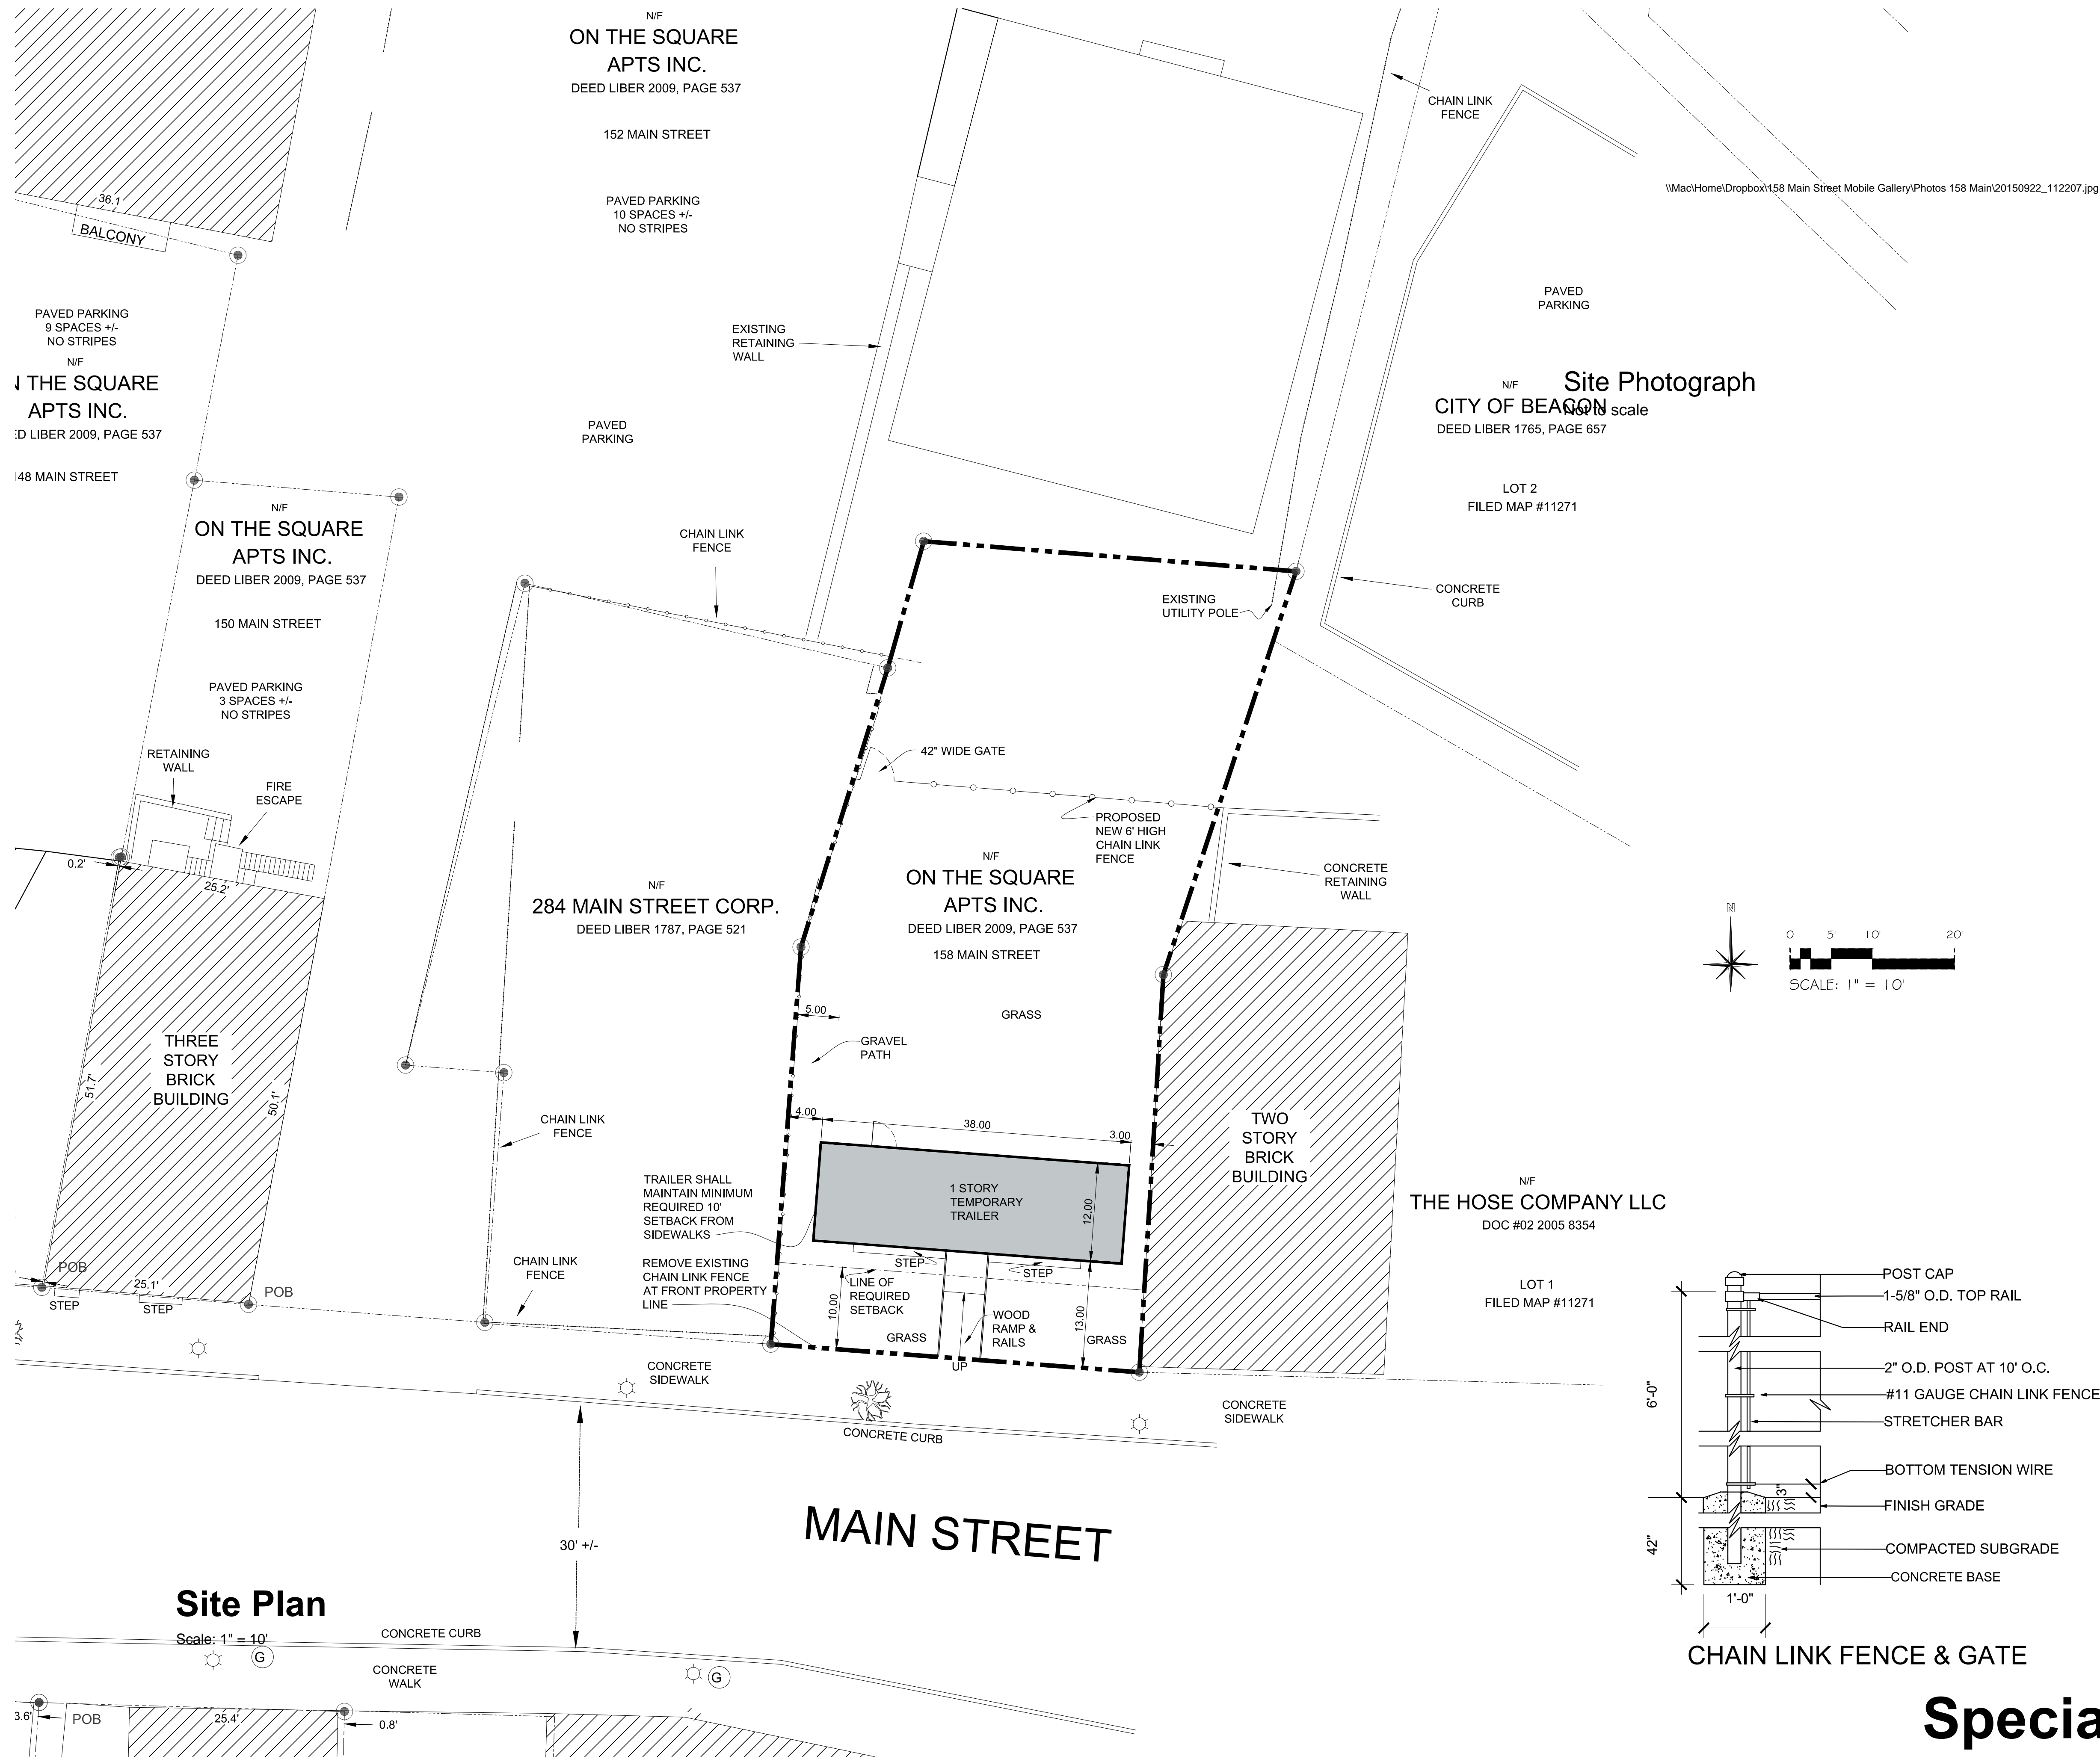 N/F
ON THE SQUARE
APTS INC.
DEED LIBER 2009, PAGE 537
152 MAIN STREET
PAVED PARKING
10 SPACES +/-
NO STRIPES
CHAIN LINK
FENCE
\\Mac\Home\Dropbox\158 Main Street Mobile Gallery\Photos 158 Main\20150922_112207.jpg
36.1
BALCONY
PAVED PARKING
9 SPACES +/-
NO STRIPES
N/F
N THE SQUARE
APTS INC.
ED LIBER 2009, PAGE 537
148 MAIN STREET
EXISTING
RETAINING
WALL
PAVED
PARKING
PAVED
PARKING
N/F
CITY OF BEACON
DEED LIBER 1765, PAGE 657
Site Photograph
Not to scale
LOT 2
FILED MAP #11271
N/F
ON THE SQUARE
APTS INC.
DEED LIBER 2009, PAGE 537
150 MAIN STREET
PAVED PARKING
3 SPACES +/-
NO STRIPES
CHAIN LINK
FENCE
EXISTING
UTILITY POLE
CONCRETE
CURB
RETAINING
WALL
FIRE
ESCAPE
0.2'
25.2'
42" WIDE GATE
PROPOSED
NEW 6' HIGH
CHAIN LINK
FENCE
CONCRETE
RETAINING
WALL
N/F
284 MAIN STREET CORP.
DEED LIBER 1787, PAGE 521
N/F
ON THE SQUARE
APTS INC.
DEED LIBER 2009, PAGE 537
158 MAIN STREET
N
0 5' 10' 20'
SCALE: 1" = 10'
5.00
GRASS
GRAVEL
PATH
THREE
STORY
BRICK
BUILDING
51.7'
50.1'
CHAIN LINK
FENCE
4.00
38.00
3.00
TWO
STORY
BRICK
BUILDING
TRAILER SHALL
MAINTAIN MINIMUM
REQUIRED 10'
SETBACK FROM
SIDEWALKS
1 STORY
TEMPORARY
TRAILER
12.00
N/F
THE HOSE COMPANY LLC
DOC #02 2005 8354
LOT 1
FILED MAP #11271
POB
25.1'
STEP
STEP
POB
CHAIN LINK
FENCE
REMOVE EXISTING
CHAIN LINK FENCE
AT FRONT PROPERTY
LINE
STEP
STEP
10.00
LINE OF
REQUIRED
SETBACK
GRASS
WOOD
RAMP &
RAILS
13.00
GRASS
UP
CONCRETE
SIDEWALK
CONCRETE
SIDEWALK
CONCRETE CURB
MAIN STREET
30' +/-
Site Plan
Scale: 1" = 10'
G
CONCRETE CURB
CONCRETE
WALK
G
3.6'
POB
25.4'
0.8'
POST CAP
1-5/8" O.D. TOP RAIL
RAIL END
2" O.D. POST AT 10' O.C.
#11 GAUGE CHAIN LINK FENCE
STRETCHER BAR
BOTTOM TENSION WIRE
FINISH GRADE
COMPACTED SUBGRADE
CONCRETE BASE
6'-0"
3"
42"
1'-0"
CHAIN LINK FENCE & GATE
Specia